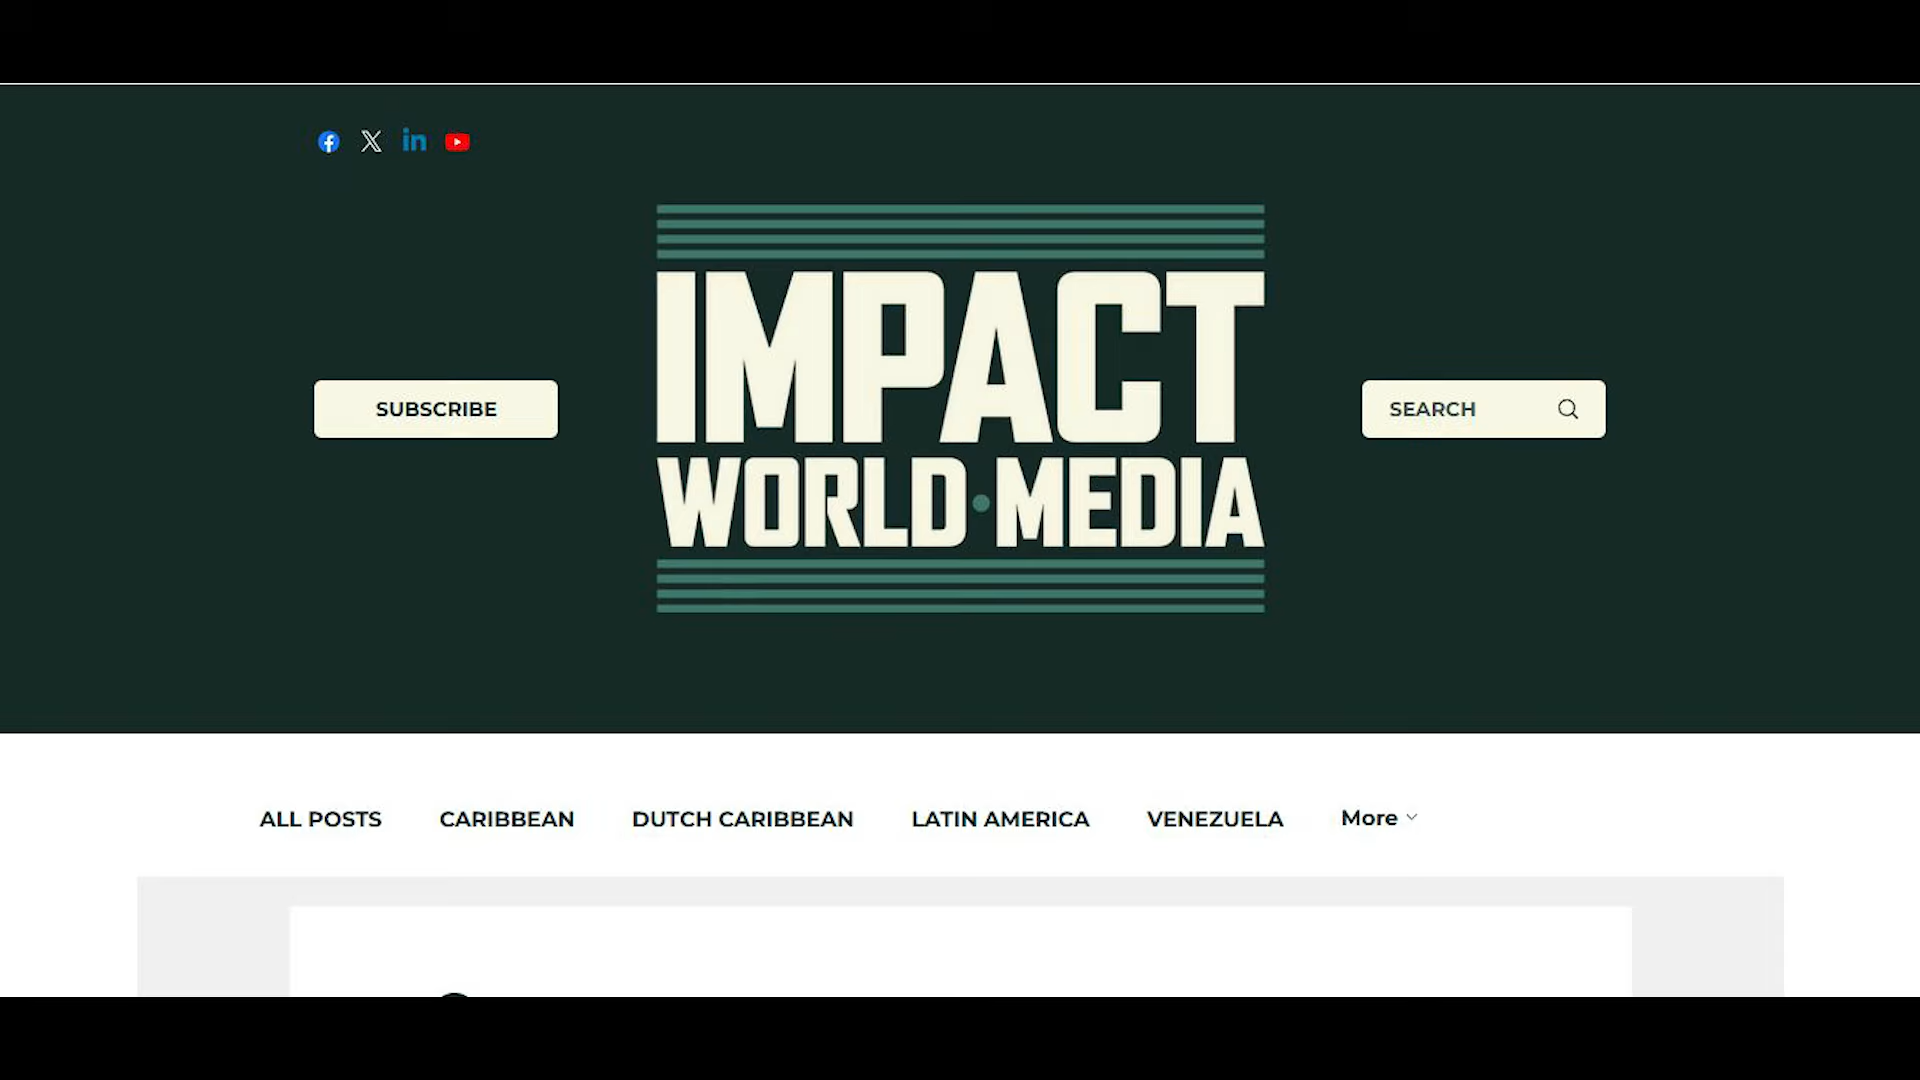 IMPACT
WORLD·MEDIA
SUBSCRIBE
SEARCH
ALL POSTS
CARIBBEAN
DUTCH CARIBBEAN
LATIN AMERICA
VENEZUELA
More